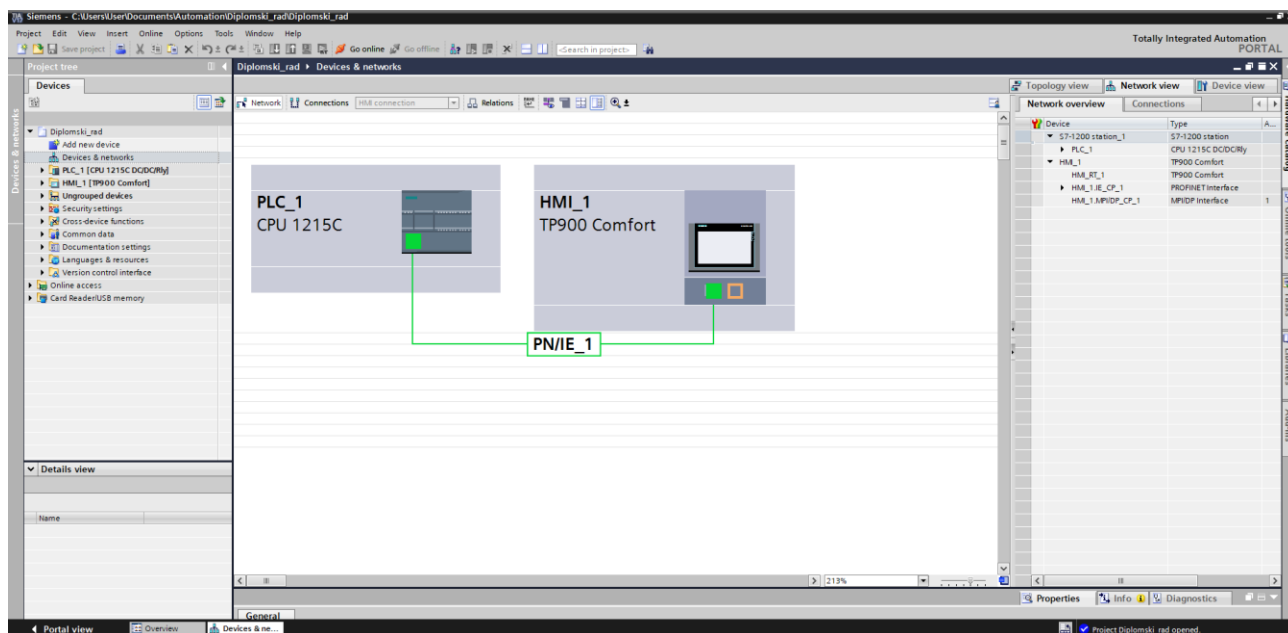 Siemens - C:\Users\User\Documents\Automation\Diplomski_rad\Diplomski_rad
Project Edit View Insert Online Options Tools Window Help
Totally Integrated Automation
PORTAL
Save project Go online Go offline <Search in project>
Project tree
Diplomski_rad ▸ Devices & networks
Devices
Topology view Network view Device view
Network Connections HMI connection Relations
Network overview Connections
Device Type A...
S7-1200 station_1 S7-1200 station
PLC_1 CPU 1215C DC/DC/Rly
HMI_1 TP900 Comfort
HMI_RT_1 TP900 Comfort
HMI_1.IE_CP_1 PROFINET Interface
HMI_1.MPI/DP_CP_1 MPI/DP Interface 1
Devices & networks
Diplomski_rad
Add new device
Devices & networks
PLC_1 [CPU 1215C DC/DC/Rly]
HMI_1 [TP900 Comfort]
Ungrouped devices
Security settings
Cross-device functions
Common data
Documentation settings
Languages & resources
Version control interface
Online access
Card Reader/USB memory
PLC_1
CPU 1215C
HMI_1
TP900 Comfort
PN/IE_1
Details view
Name
213%
Properties Info Diagnostics
General
Portal view Overview Devices & ne...
Project Diplomski_rad opened.